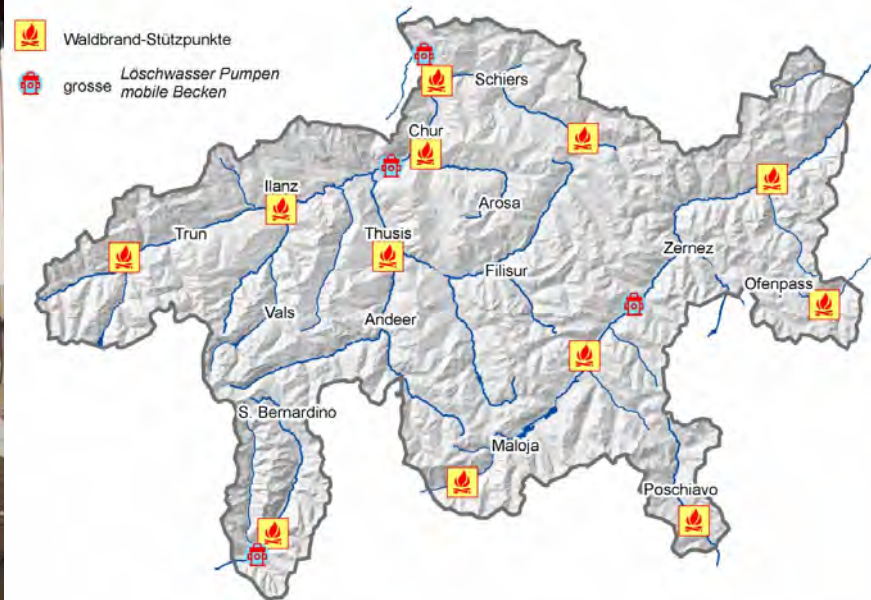 Waldbrand-Stützpunkte
grosse Löschwasser Pumpen
mobile Becken
Schiers
Chur
Ilanz
Arosa
Trun
Thusis
Zernez
Filisur
Ofenpass
Vals
Andeer
S. Bernardino
Maloja
Poschiavo